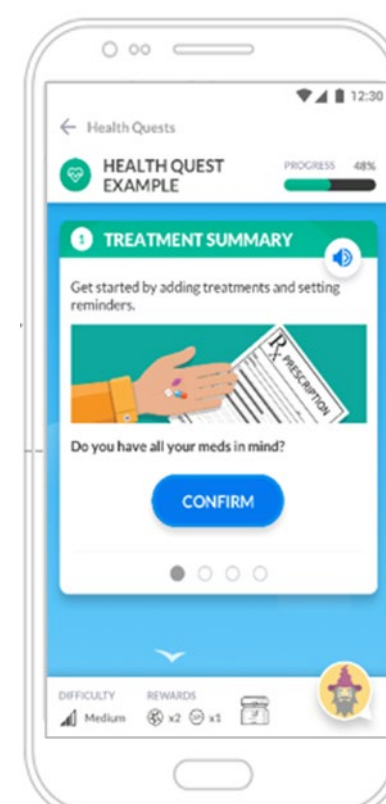 12:30
← Health Quests
HEALTH QUEST
EXAMPLE
PROGRESS 48%
1 TREATMENT SUMMARY
Get started by adding treatments and setting
reminders.
Rx PRESCRIPTION
Do you have all your meds in mind?
CONFIRM
DIFFICULTY REWARDS
Medium x2 x1